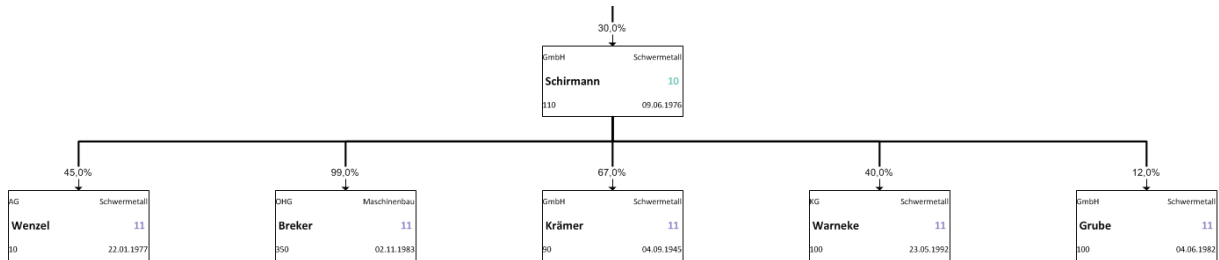 30,0%
GmbH Schwermetall
Schirmann 10
110 09.06.1976
45,0% 99,0% 67,0% 40,0% 12,0%
AG Schwermetall
Wenzel 11
10 22.01.1977
OHG Maschinenbau
Breker 11
350 02.11.1983
GmbH Schwermetall
Krämer 11
90 04.09.1945
KG Schwermetall
Warneke 11
100 23.05.1992
GmbH Schwermetall
Grube 11
100 04.06.1982